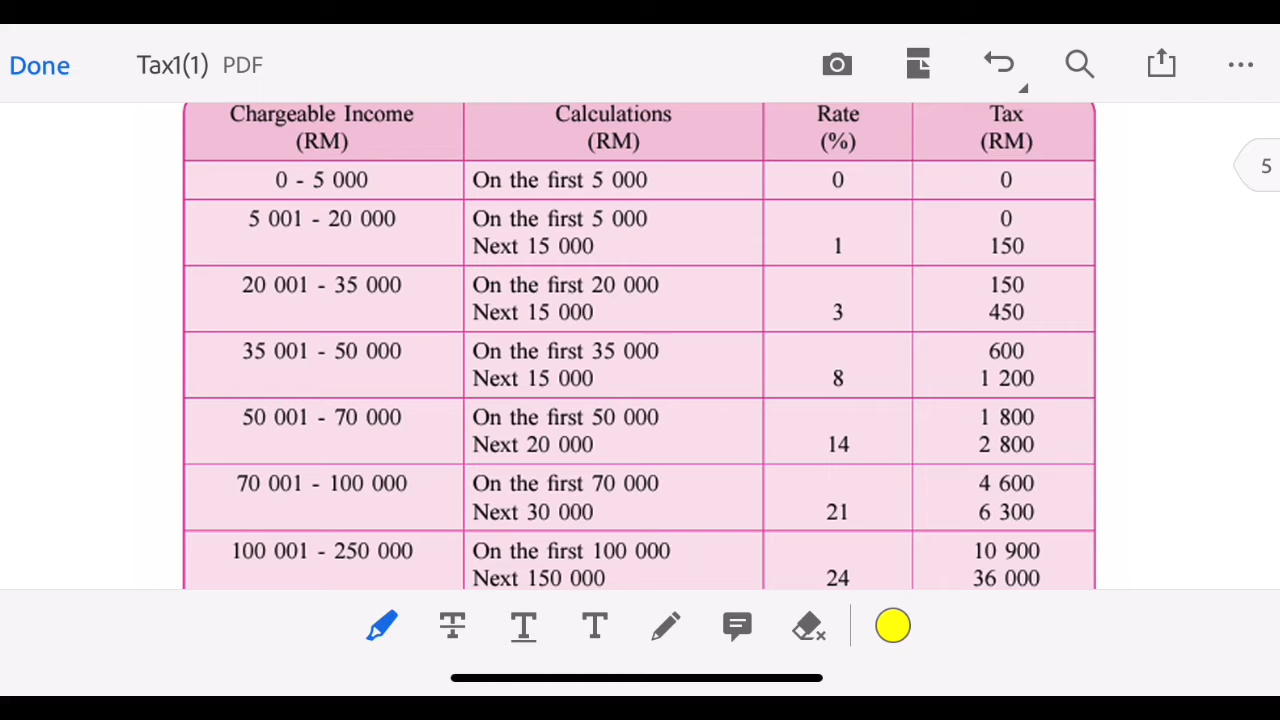 Done Tax1(1) PDF
Chargeable Income Calculations Rate Tax
(RM) (RM) (%) (RM)
0 - 5 000 On the first 5 000 0 0
5 001 - 20 000 On the first 5 000 0
Next 15 000 1 150
20 001 - 35 000 On the first 20 000 150
Next 15 000 3 450
35 001 - 50 000 On the first 35 000 600
Next 15 000 8 1 200
50 001 - 70 000 On the first 50 000 1 800
Next 20 000 14 2 800
70 001 - 100 000 On the first 70 000 4 600
Next 30 000 21 6 300
100 001 - 250 000 On the first 100 000 10 900
Next 150 000 24 36 000
5